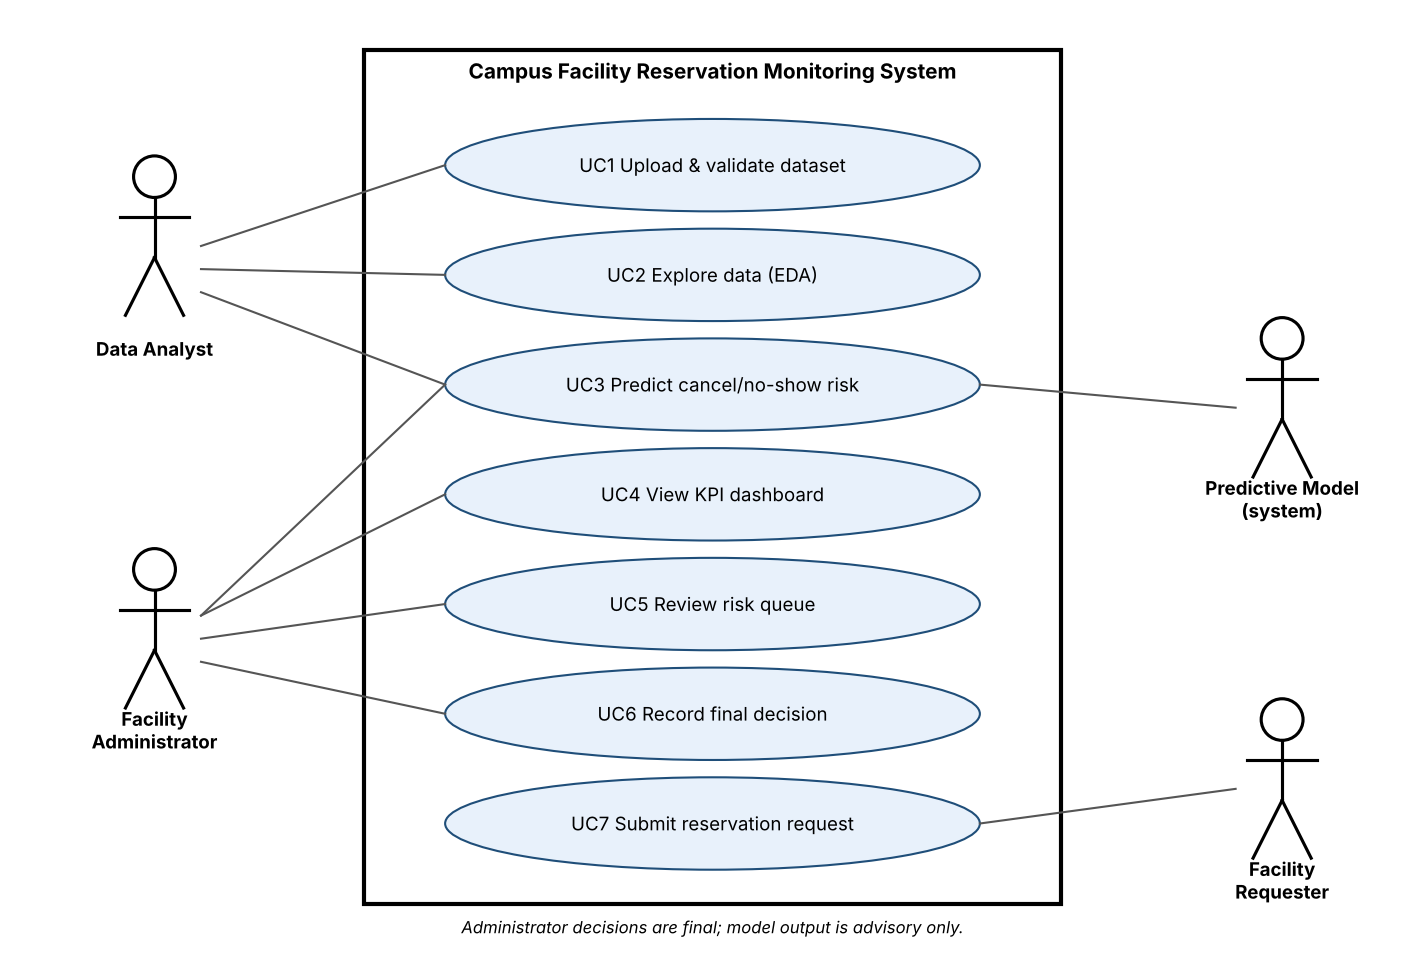 Campus Facility Reservation Monitoring System
UC1 Upload & validate dataset
UC2 Explore data (EDA)
Data Analyst
UC3 Predict cancel/no-show risk
UC4 View KPI dashboard
Predictive Model
(system)
UC5 Review risk queue
UC6 Record final decision
Facility
Administrator
UC7 Submit reservation request
Facility
Requester
Administrator decisions are final; model output is advisory only.